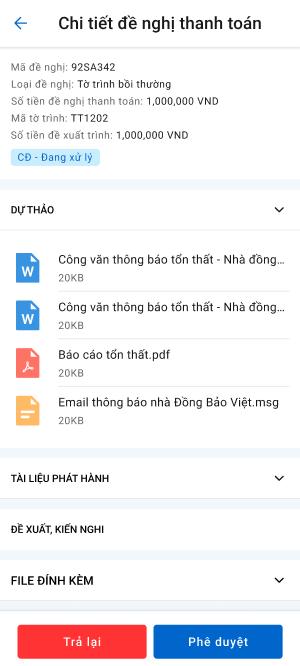 Chi tiết đề nghị thanh toán
Mã đề nghị: 92SA342
Loại đề nghị: Tờ trình bồi thường
Số tiền đề nghị thanh toán: 1,000,000 VND
Mã tờ trình: TT1202
Số tiền đề xuất trình: 1,000,000 VND
CĐ - Đang xử lý
DỰ THẢO
W
Công văn thông báo tổn thất - Nhà đồng...
20KB
W
Công văn thông báo tổn thất - Nhà đồng...
20KB
Báo cáo tổn thất.pdf
20KB
Email thông báo nhà Đồng Bảo Việt.msg
20KB
TÀI LIỆU PHÁT HÀNH
ĐỀ XUẤT, KIẾN NGHI
FILE ĐÍNH KÈM
Trả lại
Phê duyệt